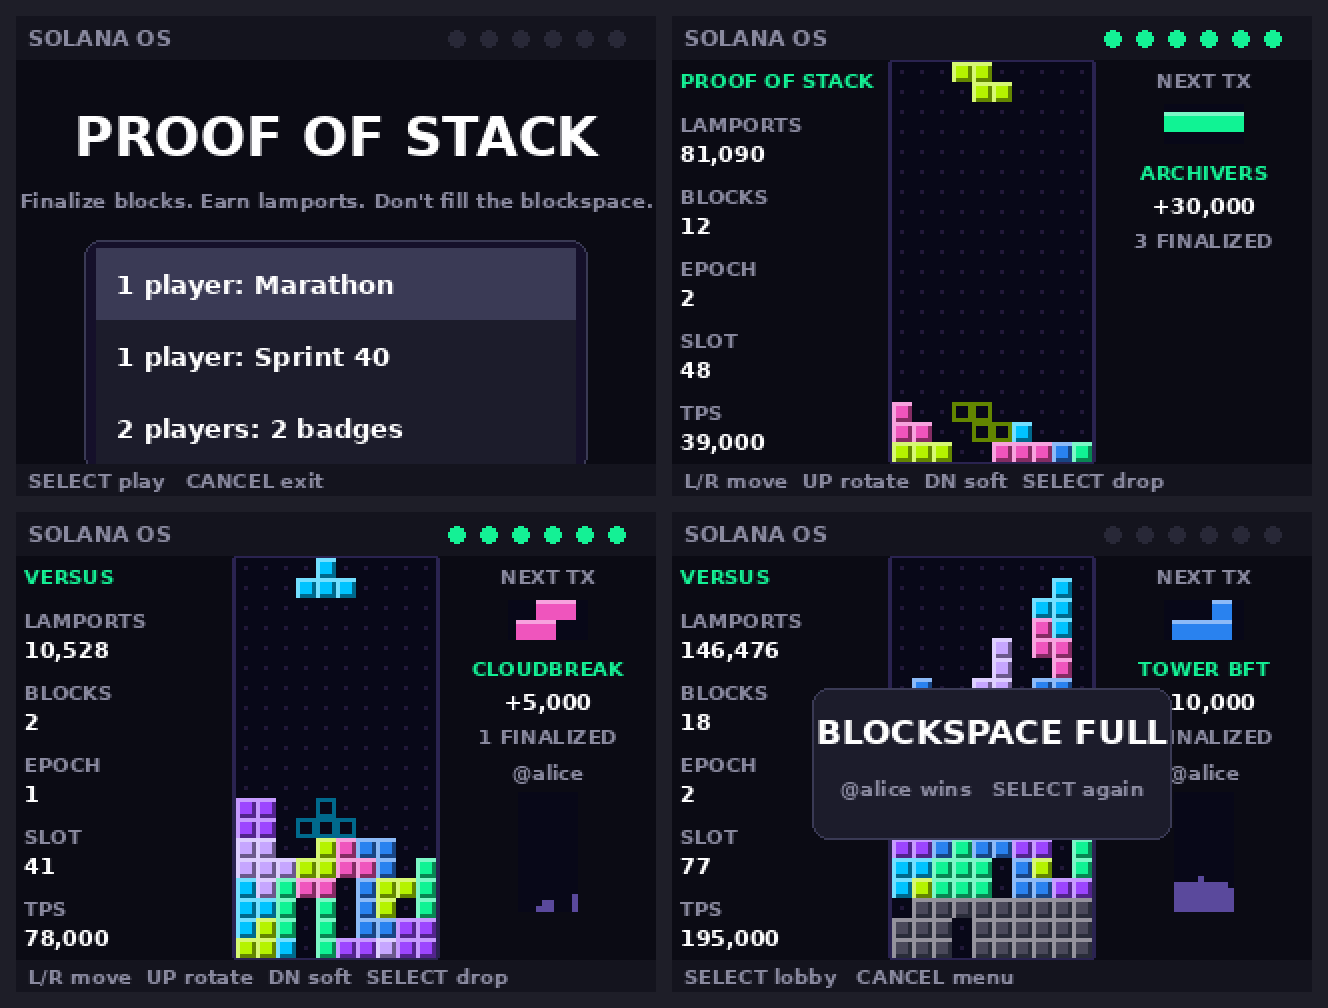 SOLANA OS
PROOF OF STACK
Finalize blocks. Earn lamports. Don't fill the blockspace.
1 player: Marathon
1 player: Sprint 40
2 players: 2 badges
SELECT play CANCEL exit
SOLANA OS
PROOF OF STACK
LAMPORTS
81,090
BLOCKS
12
EPOCH
2
SLOT
48
TPS
39,000
NEXT TX
ARCHIVERS
+30,000
3 FINALIZED
L/R move UP rotate DN soft SELECT drop
SOLANA OS
VERSUS
LAMPORTS
10,528
BLOCKS
2
EPOCH
1
SLOT
41
TPS
78,000
NEXT TX
CLOUDBREAK
+5,000
1 FINALIZED
@alice
L/R move UP rotate DN soft SELECT drop
SOLANA OS
VERSUS
LAMPORTS
146,476
BLOCKS
18
EPOCH
2
SLOT
77
TPS
195,000
BLOCKSPACE FULL
@alice wins SELECT again
NEXT TX
TOWER BFT
10,000
INALIZED
@alice
SELECT lobby CANCEL menu